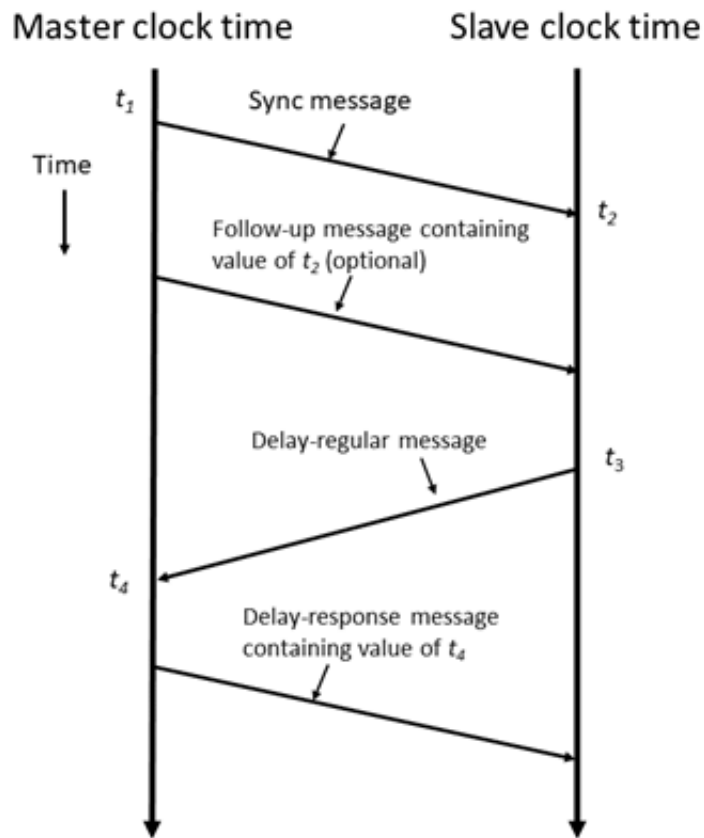 Master clock time
Slave clock time
t₁
Sync message
Time
t₂
Follow-up message containing
value of t₂ (optional)
Delay-regular message
t₃
t₄
Delay-response message
containing value of t₄